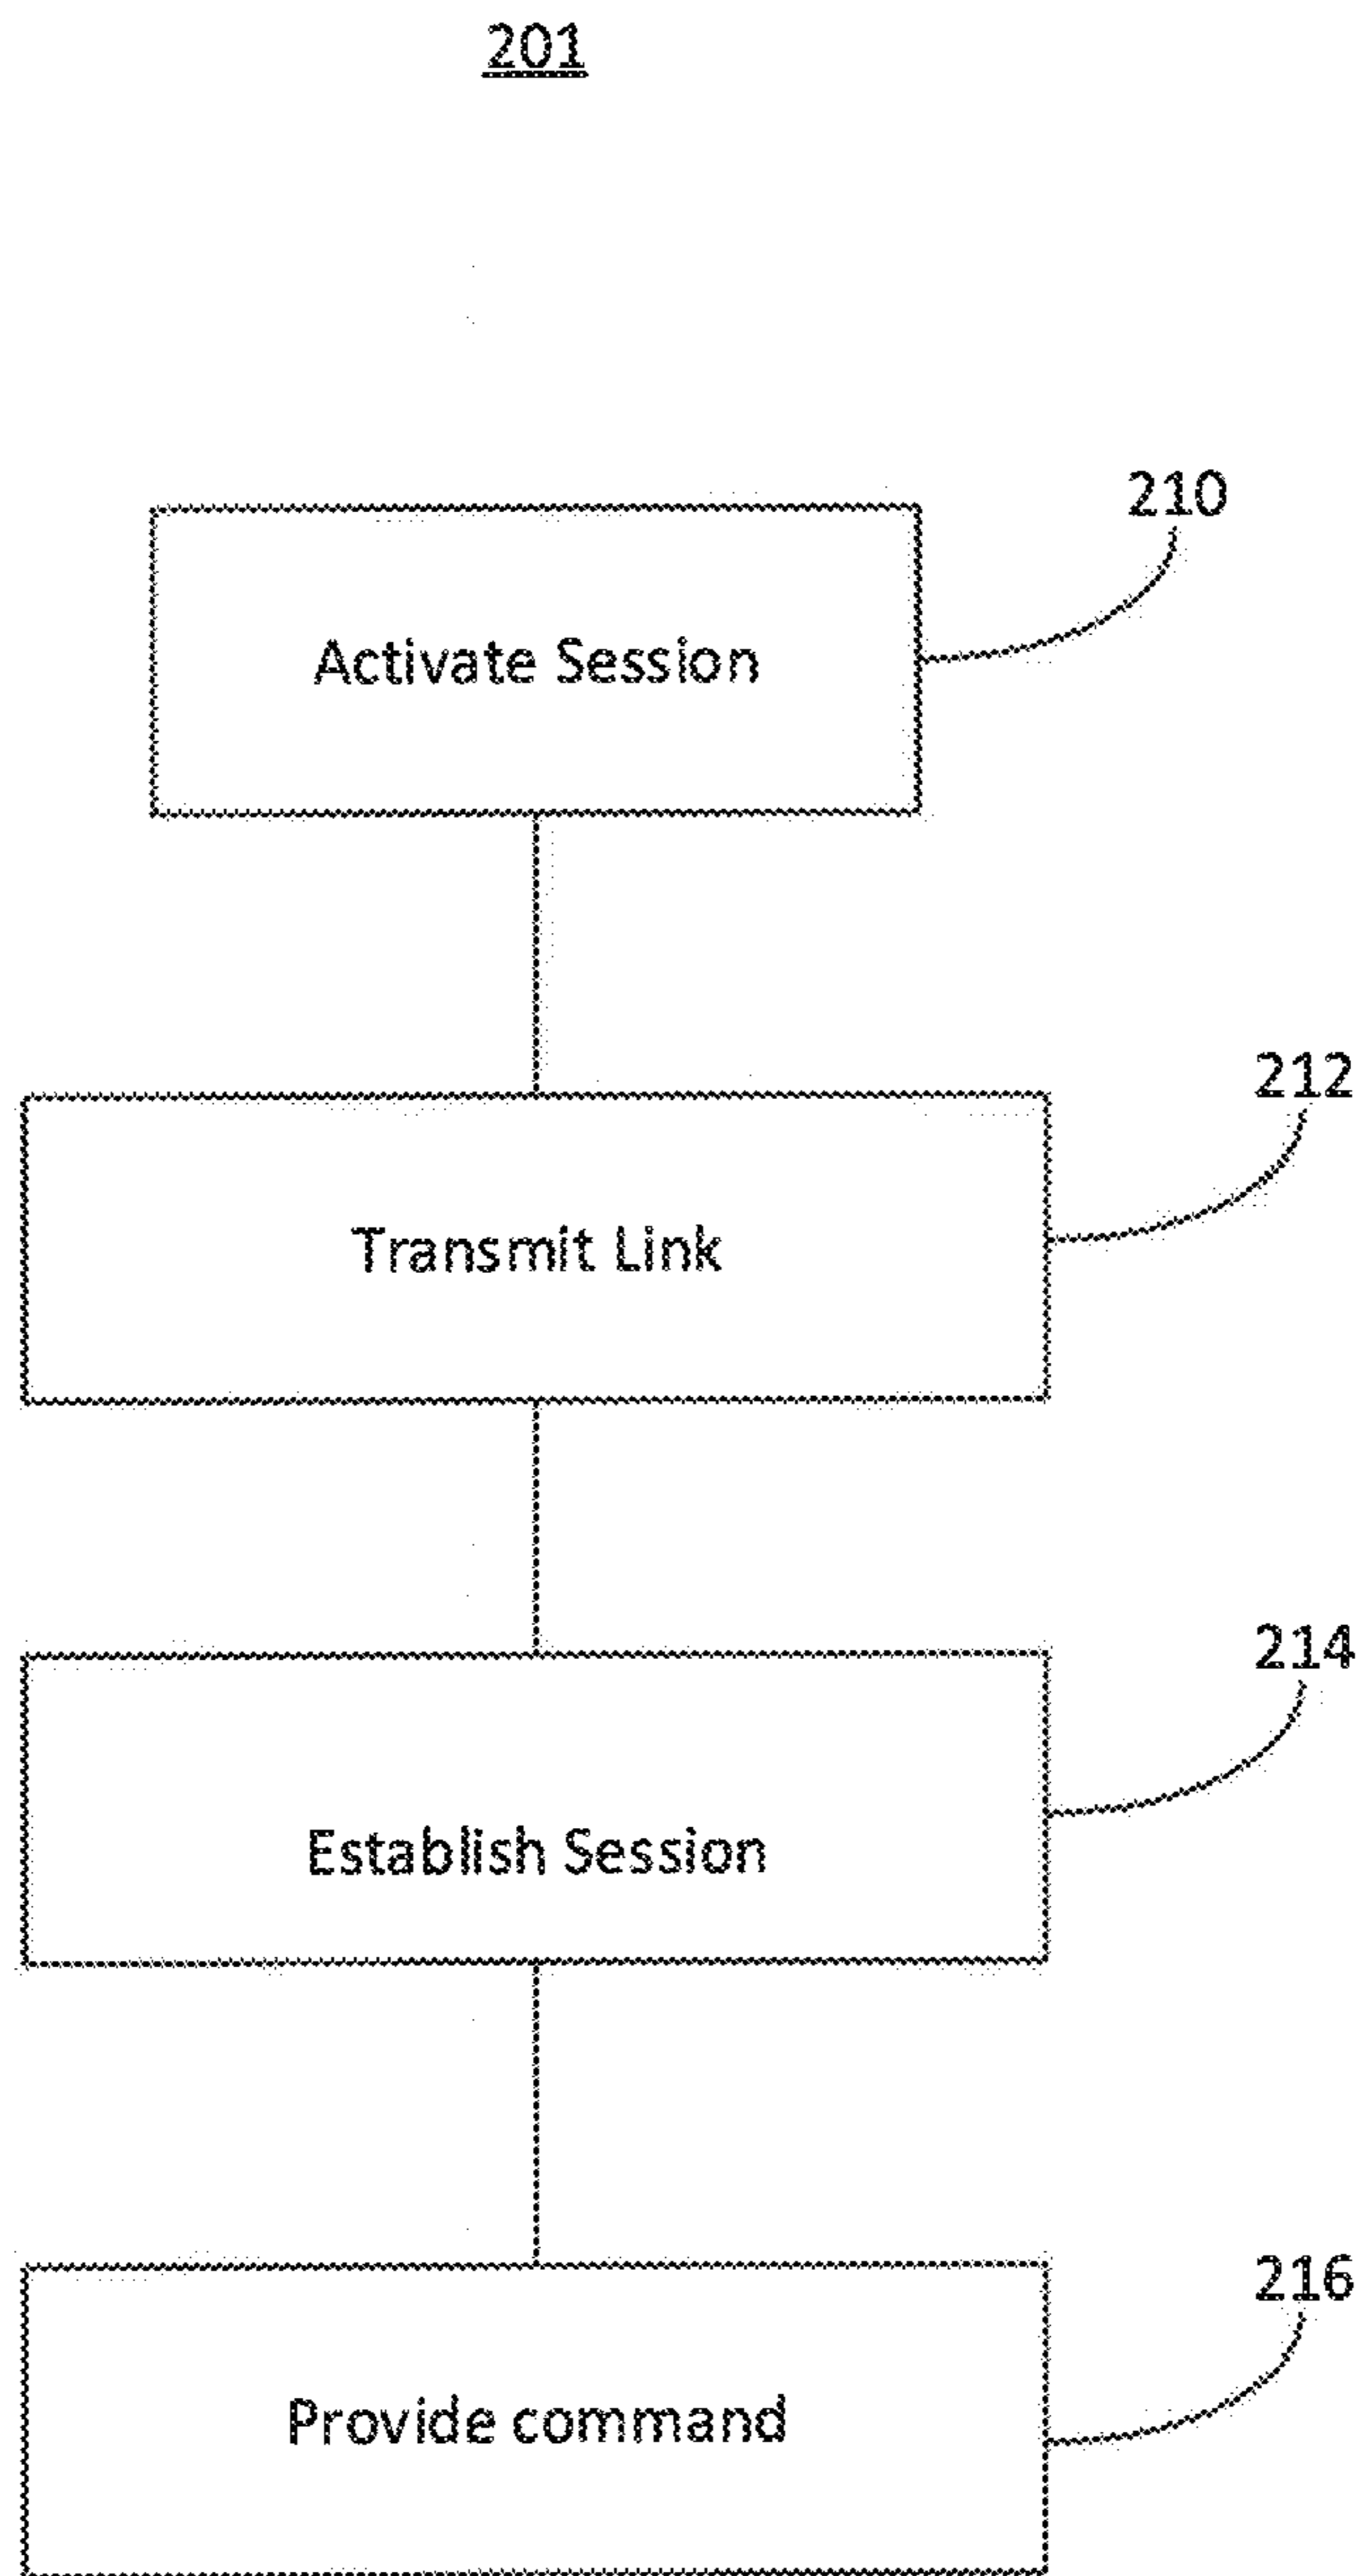 201
210
Activate Session
212
Transmit Link
214
Establish Session
216
Provide command